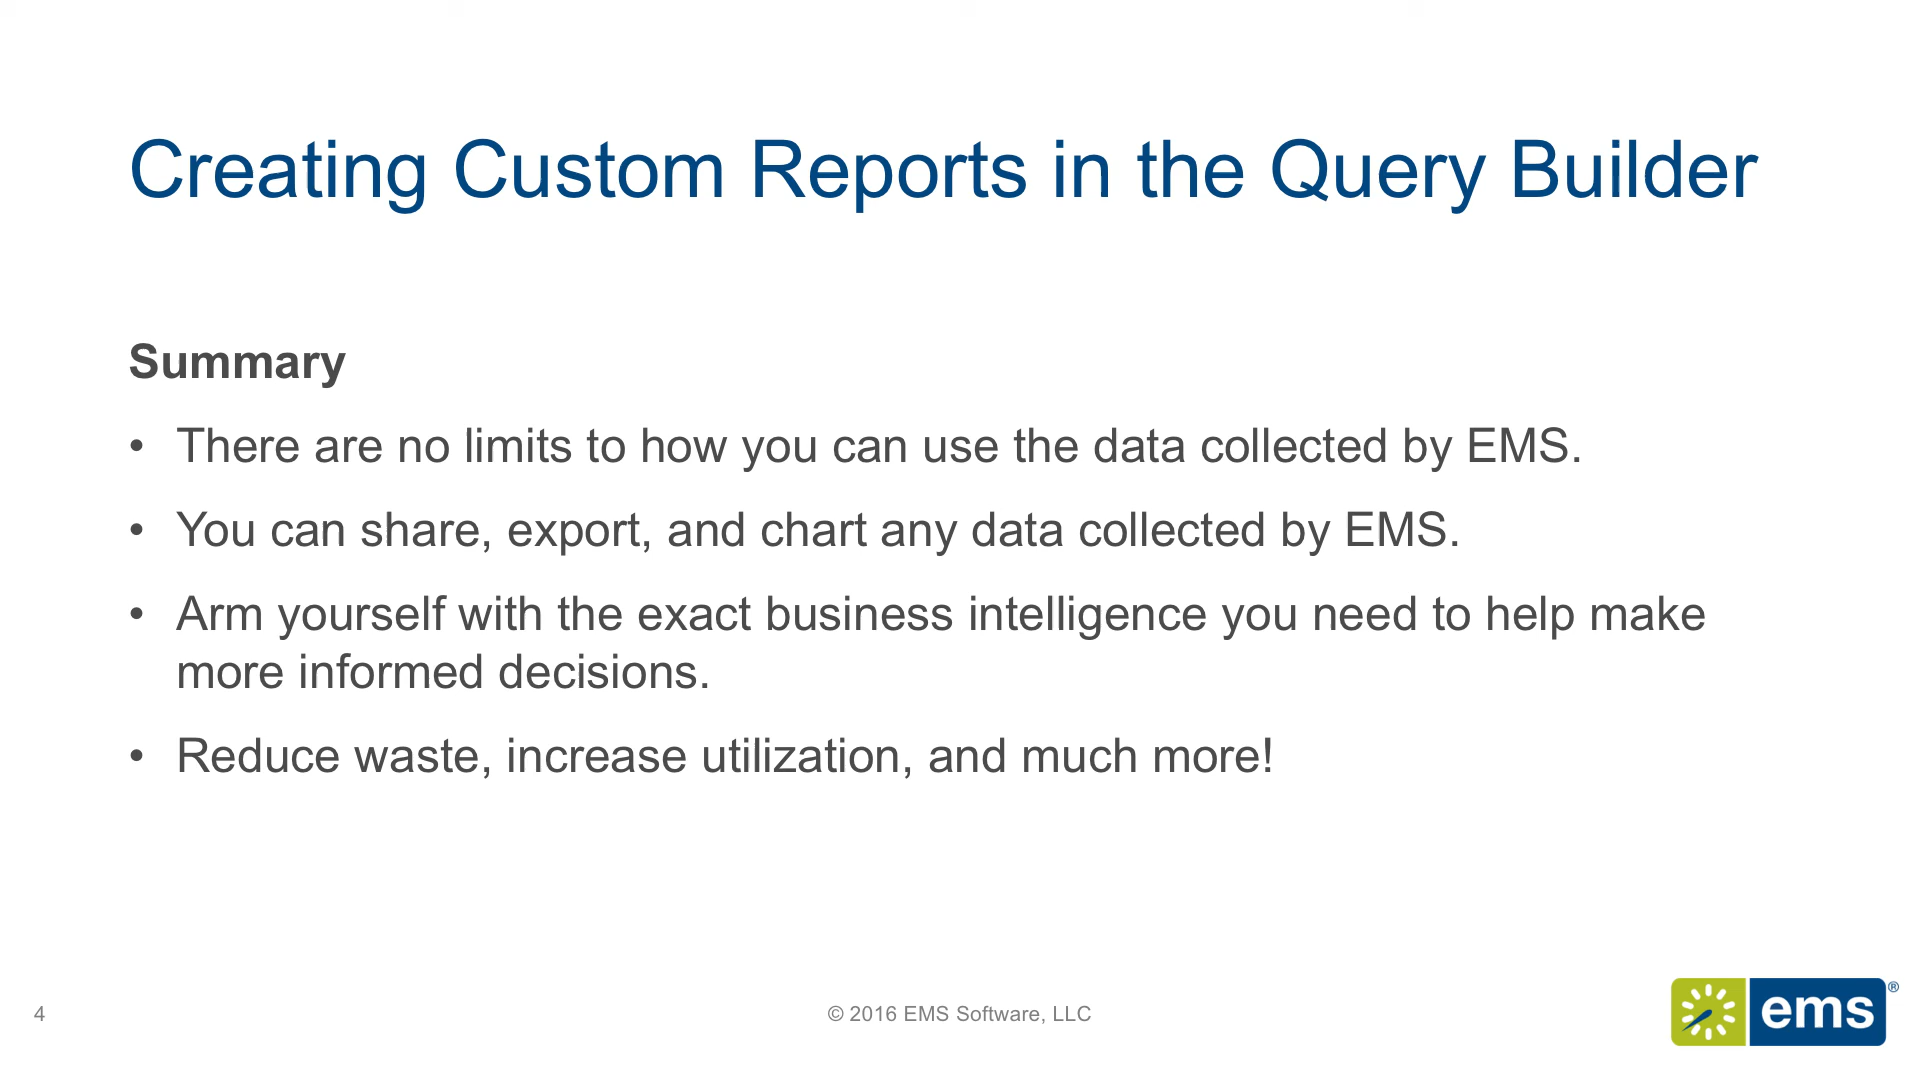 Creating Custom Reports in the Query Builder
Summary
• There are no limits to how you can use the data collected by EMS.
• You can share, export, and chart any data collected by EMS.
• Arm yourself with the exact business intelligence you need to help make
more informed decisions.
• Reduce waste, increase utilization, and much more!
4
© 2016 EMS Software, LLC
ems®